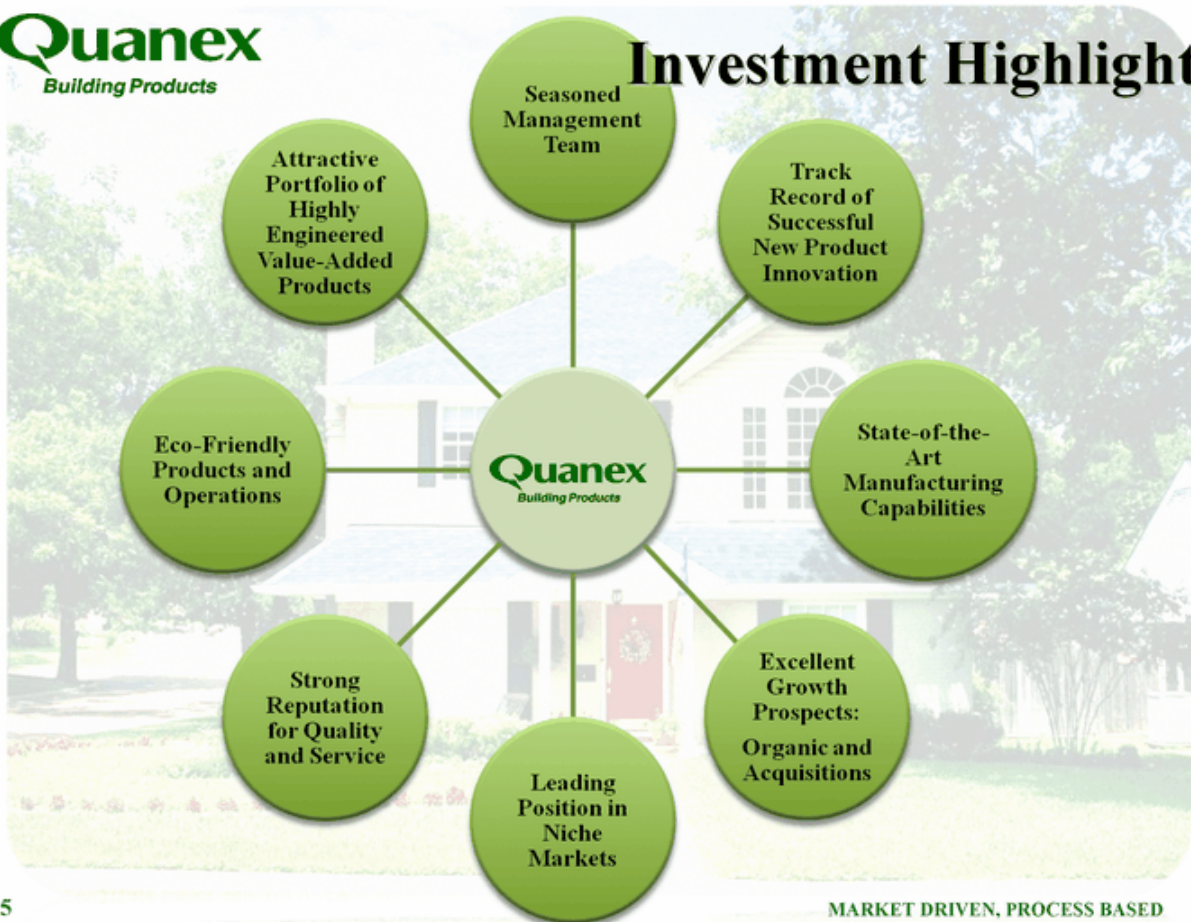 Quanex
Building Products
Investment Highlight
Seasoned
Management
Team
Track
Record of
Successful
New Product
Innovation
State-of-the-
Art
Manufacturing
Capabilities
Excellent
Growth
Prospects:
Organic and
Acquisitions
Leading
Position in
Niche
Markets
Strong
Reputation
for Quality
and Service
Eco-Friendly
Products and
Operations
Attractive
Portfolio of
Highly
Engineered
Value-Added
Products
Quanex
Building Products
5
MARKET DRIVEN, PROCESS BASED